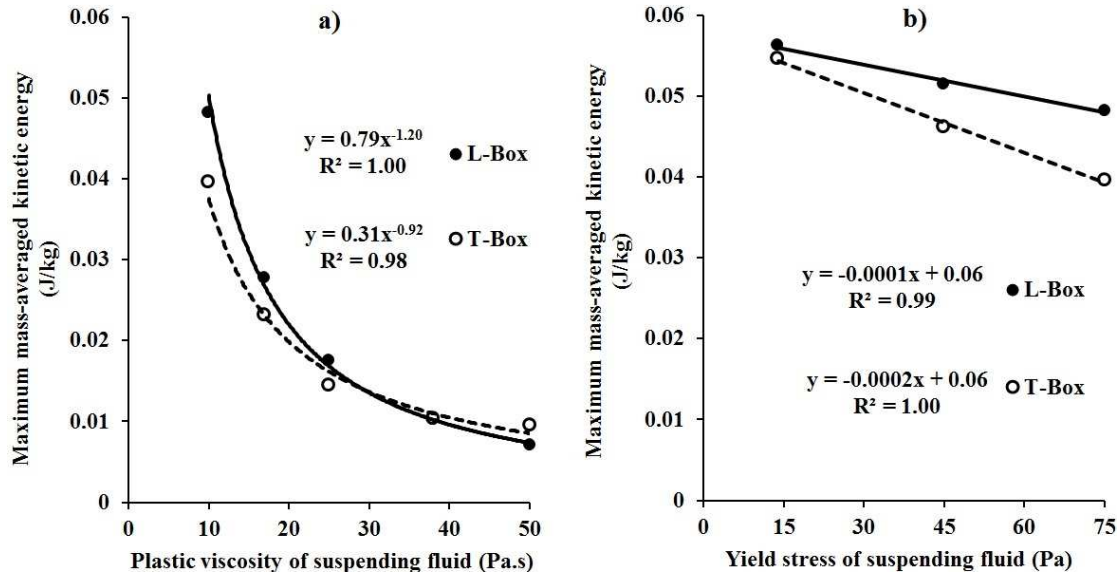 a)
Maximum mass-averaged kinetic energy
(J/kg)
0.06
0.05
0.04
0.03
0.02
0.01
0
y = 0.79x^-1.20
R² = 1.00
L-Box
y = 0.31x^-0.92
R² = 0.98
T-Box
0 10 20 30 40 50
Plastic viscosity of suspending fluid (Pa.s)
b)
Maximum mass-averaged kinetic energy
(J/kg)
0.06
0.05
0.04
0.03
0.02
0.01
0
y = -0.0001x + 0.06
R² = 0.99
L-Box
y = -0.0002x + 0.06
R² = 1.00
T-Box
0 15 30 45 60 75
Yield stress of suspending fluid (Pa)